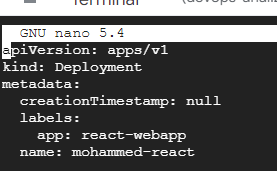 Terminal
GNU nano 5.4
apiVersion: apps/v1
kind: Deployment
metadata:
  creationTimestamp: null
  labels:
    app: react-webapp
  name: mohammed-react